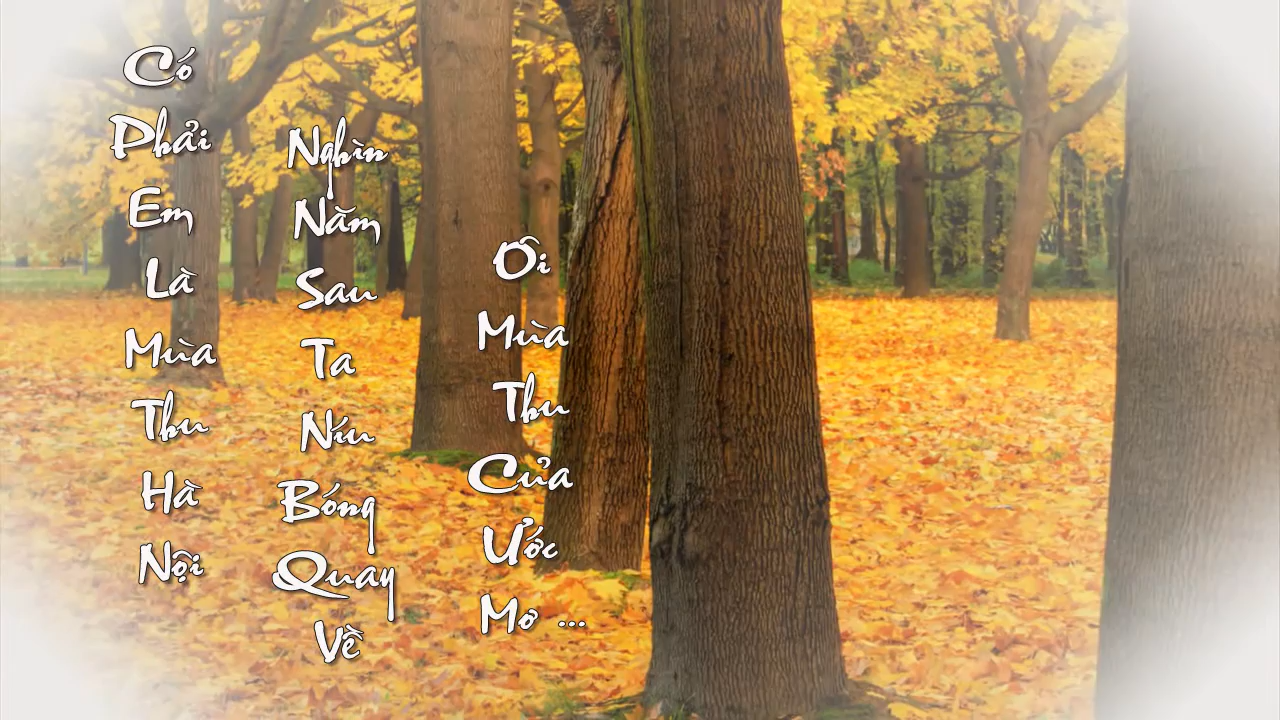 Có
Phải
Em
Là
Mùa
Thu
Hà
Nội
Nghìn
Năm
Sau
Ta
Níu
Bóng
Quay
Về
Ôi
Mùa
Thu
Của
Ước
Mơ ...